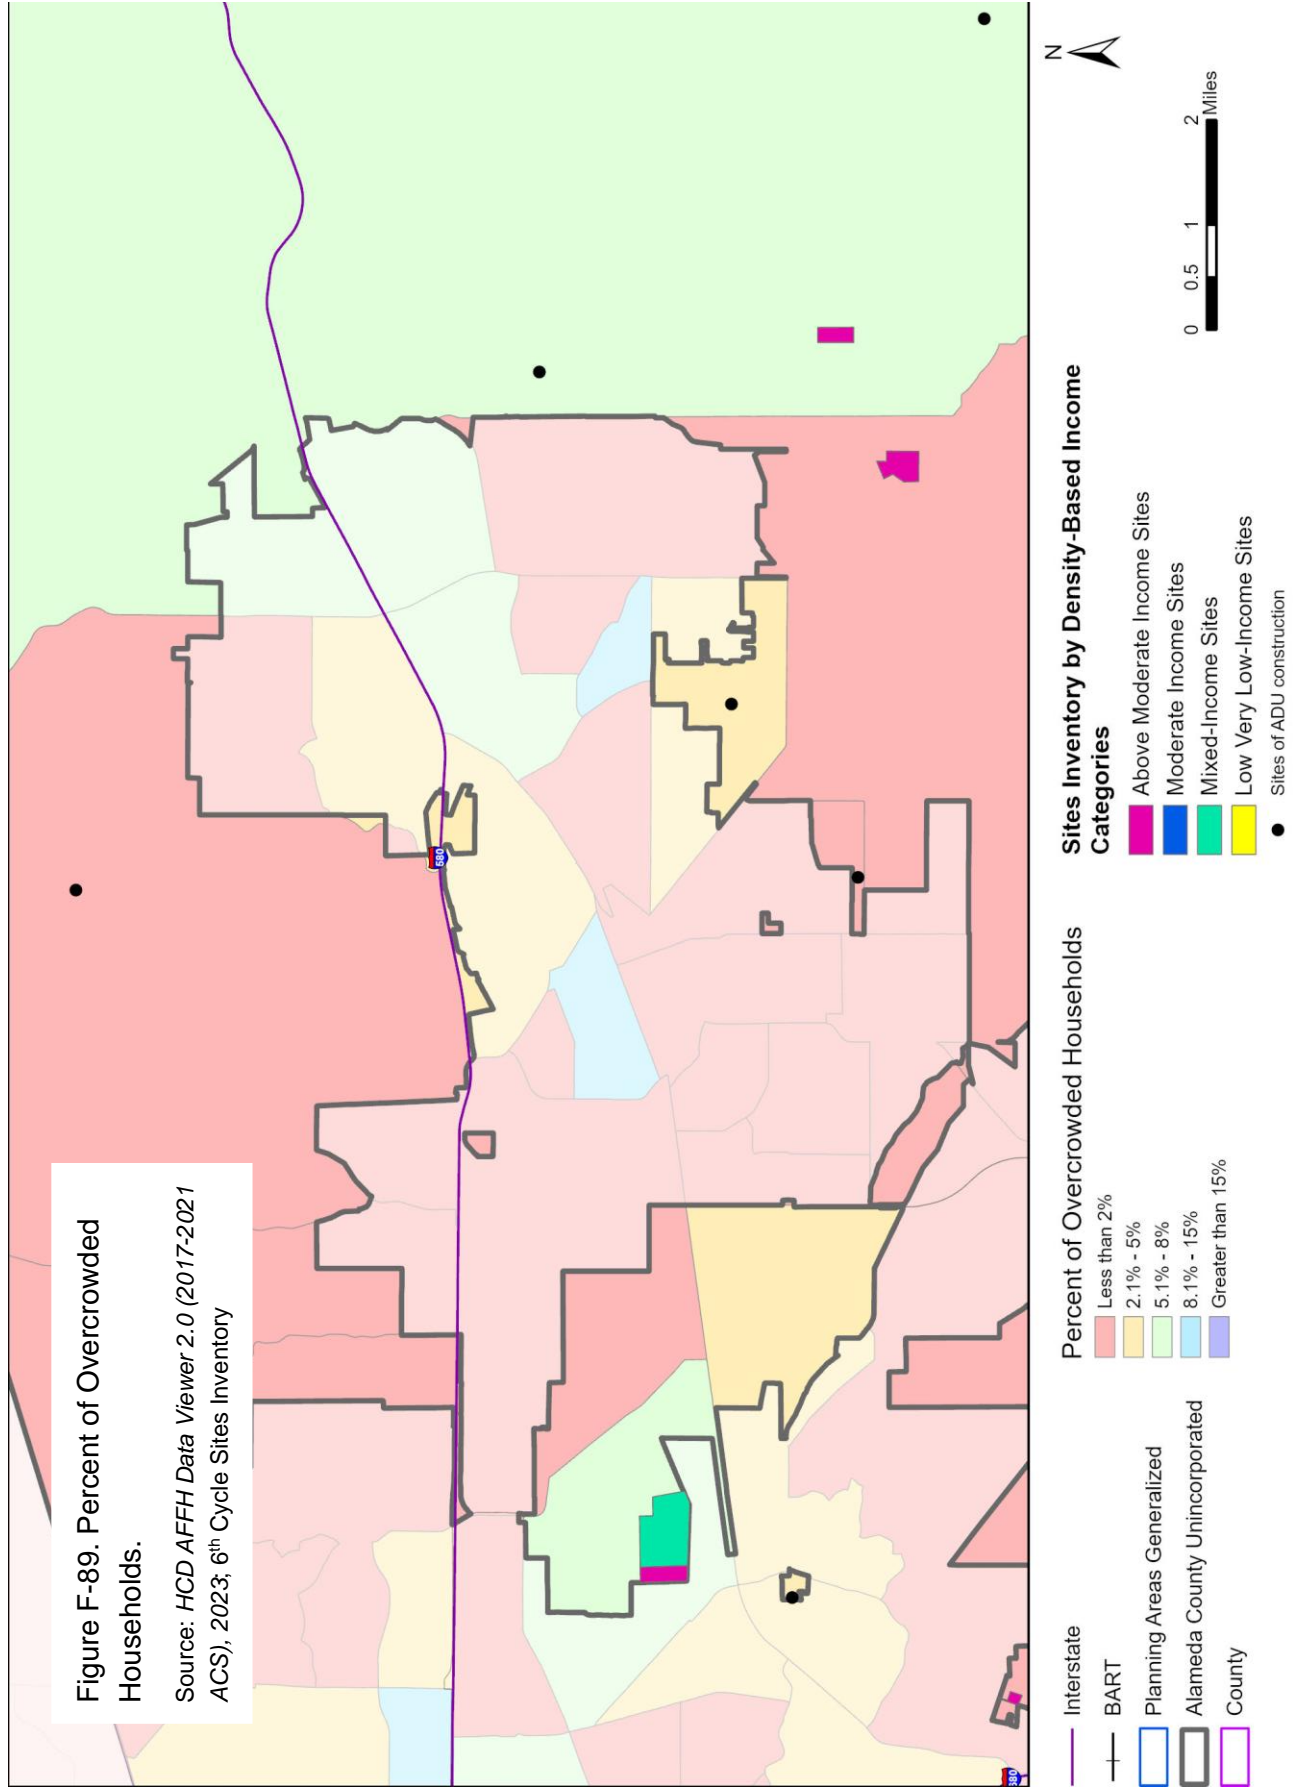 Figure F-89. Percent of Overcrowded
Households.
Source: HCD AFFH Data Viewer 2.0 (2017-2021
ACS), 2023; 6th Cycle Sites Inventory
580
680
Interstate
BART
Planning Areas Generalized
Alameda County Unincorporated
County
Percent of Overcrowded Households
Less than 2%
2.1% - 5%
5.1% - 8%
8.1% - 15%
Greater than 15%
Sites Inventory by Density-Based Income
Categories
Above Moderate Income Sites
Moderate Income Sites
Mixed-Income Sites
Low Very Low-Income Sites
Sites of ADU construction
0 0.5 1 2
Miles
N